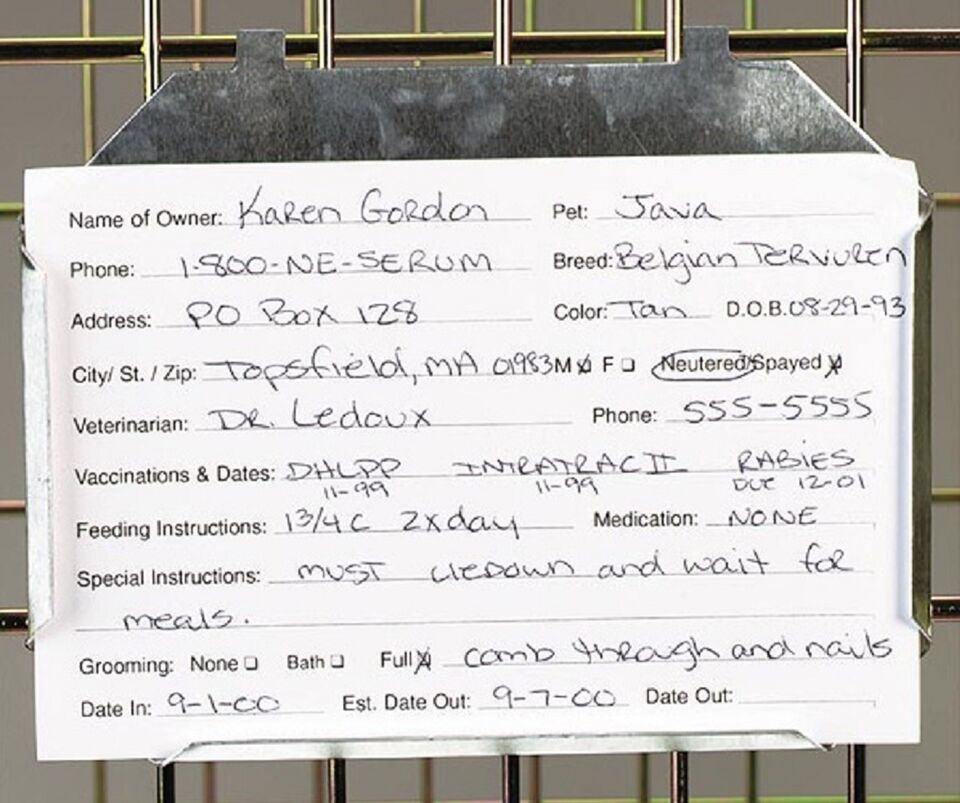 Name of Owner: Karen Gordon Pet: Java
Phone: 1-800-NE-SERUM Breed: Belgian Tervuren
Address: PO Box 128 Color: Tan D.O.B. 08-29-93
City/ St. / Zip: Topsfield, MA 01983 M ☒ F ☐ Neutered/Spayed ☒
Veterinarian: DR. Ledoux Phone: 555-5555
Vaccinations & Dates: DHLPP INTRATRAC II RABIES
11-99 11-99 DUE 12-01
Feeding Instructions: 1 3/4 C 2x day Medication: NONE
Special Instructions: must liedown and wait for
meals.
Grooming: None ☐ Bath ☐ Full ☒ comb through and nails
Date In: 9-1-00 Est. Date Out: 9-7-00 Date Out: